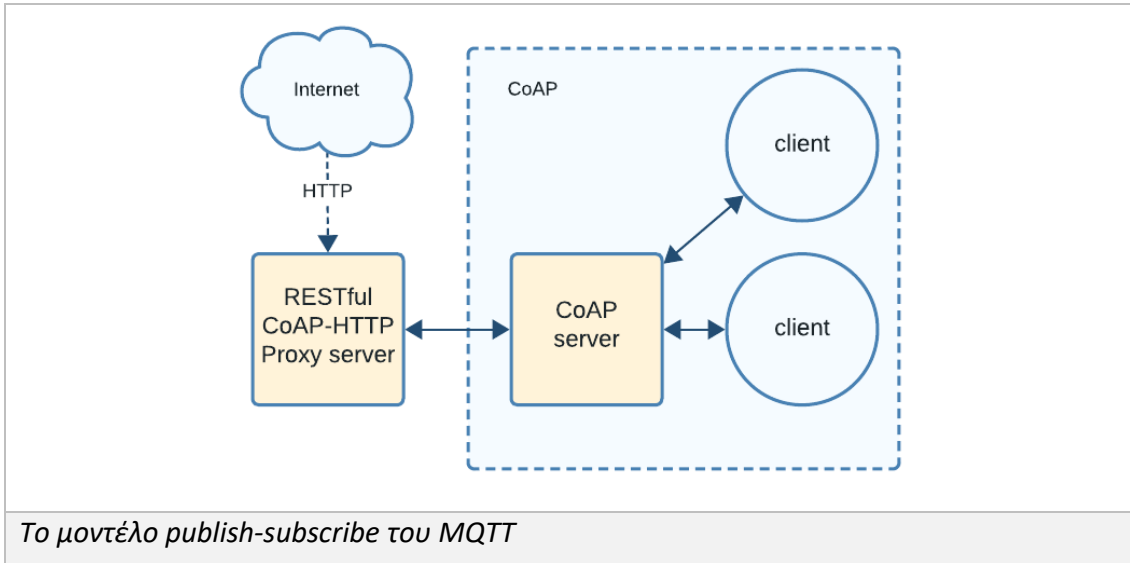 Internet
CoAP
client
HTTP
RESTful
CoAP-HTTP
Proxy server
CoAP
server
client
Το μοντέλο publish-subscribe του MQTT